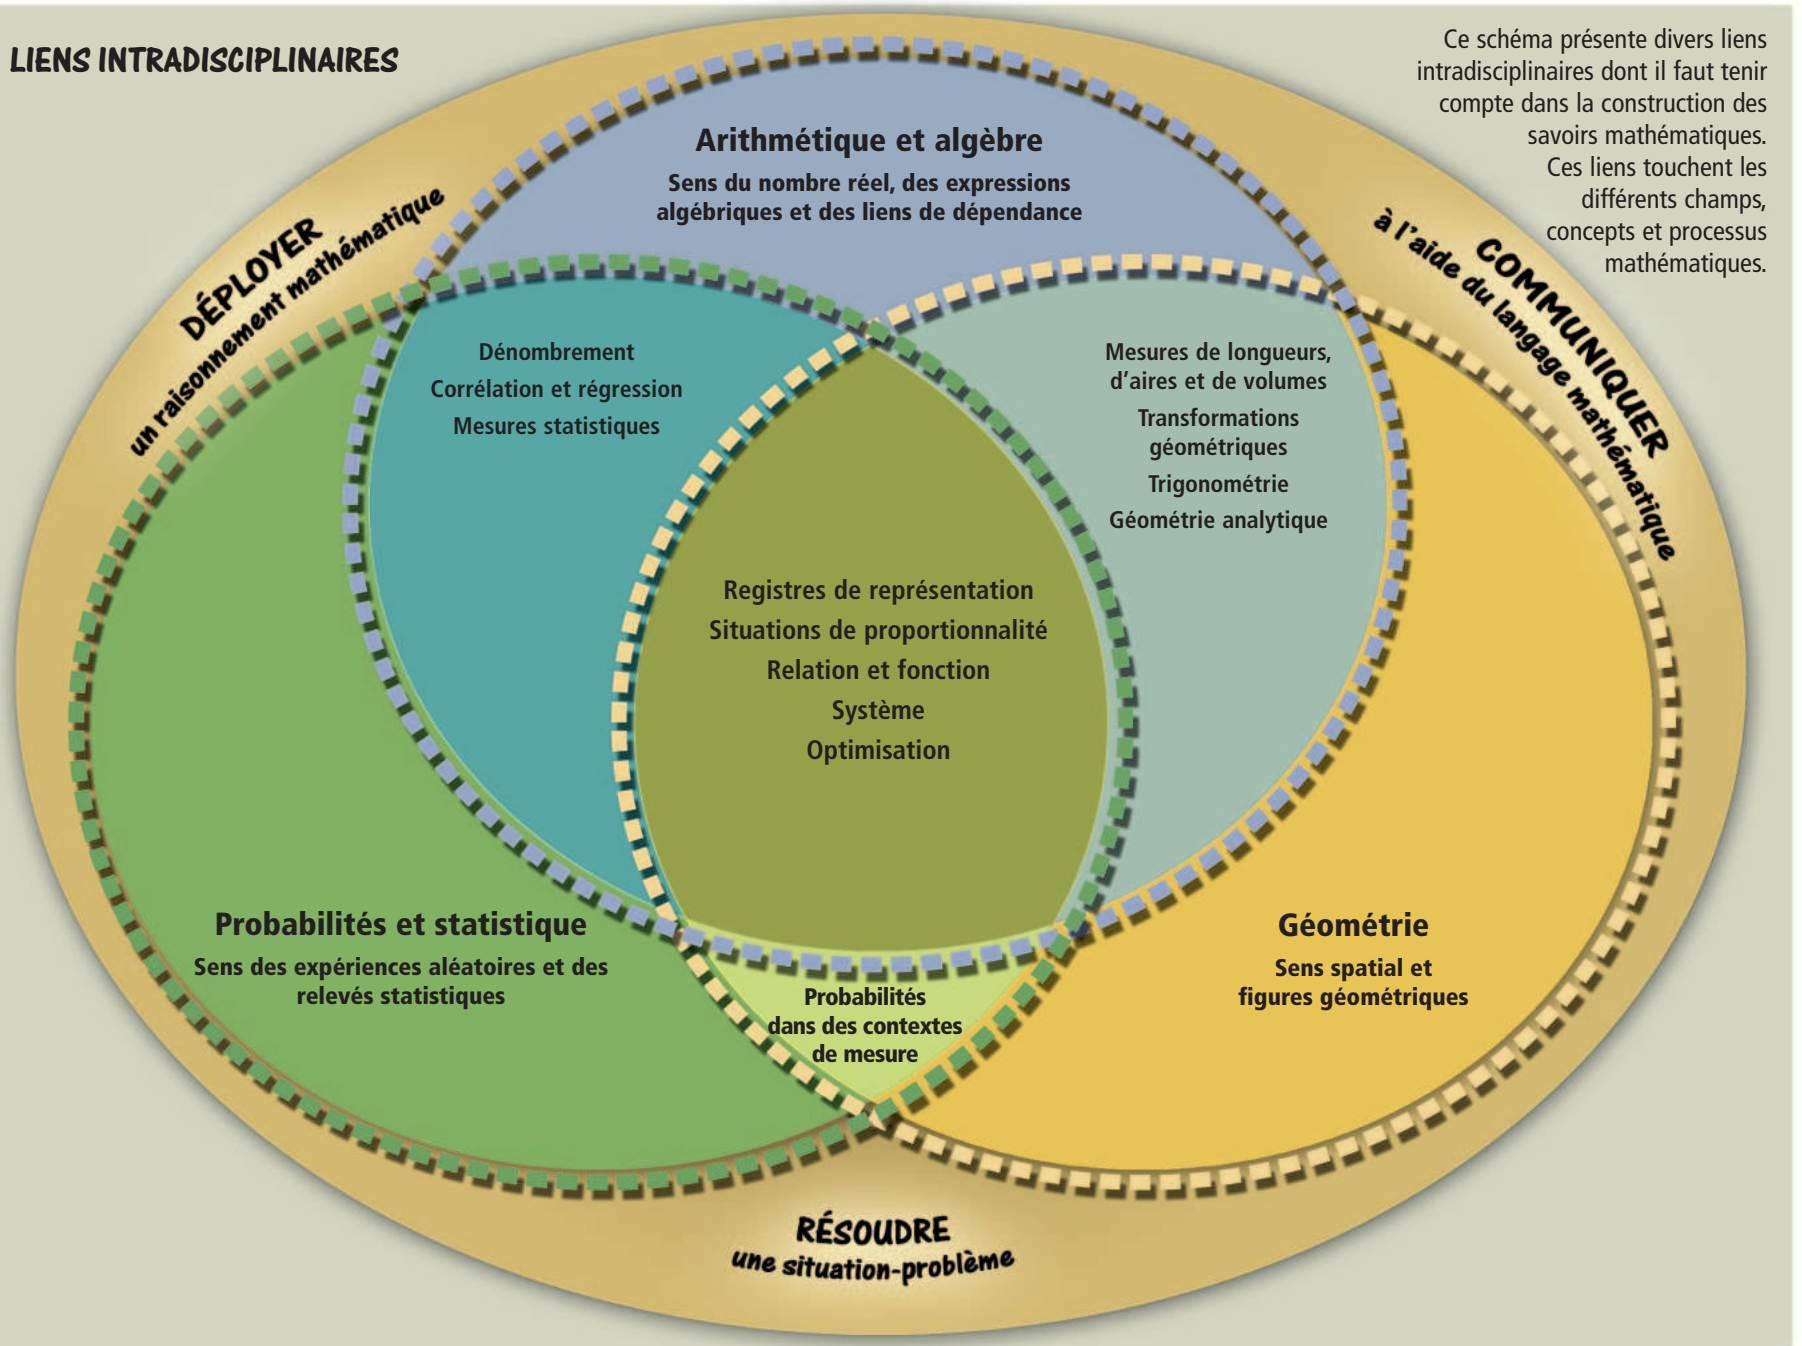 LIENS INTRADISCIPLINAIRES
Ce schéma présente divers liens
intradisciplinaires dont il faut tenir
compte dans la construction des
savoirs mathématiques.
Ces liens touchent les
différents champs,
concepts et processus
mathématiques.
DÉPLOYER
un raisonnement mathématique
COMMUNIQUER
à l'aide du langage mathématique
Arithmétique et algèbre
Sens du nombre réel, des expressions
algébriques et des liens de dépendance
Dénombrement
Corrélation et régression
Mesures statistiques
Mesures de longueurs,
d'aires et de volumes
Transformations
géométriques
Trigonométrie
Géométrie analytique
Registres de représentation
Situations de proportionnalité
Relation et fonction
Système
Optimisation
Probabilités et statistique
Sens des expériences aléatoires et des
relevés statistiques
Géométrie
Sens spatial et
figures géométriques
Probabilités
dans des contextes
de mesure
RÉSOUDRE
une situation-problème